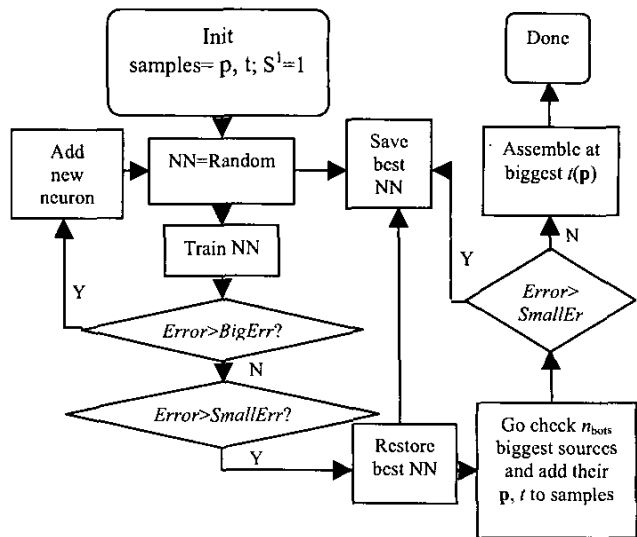 Init
samples= p, t; S¹=1
Done
Add
new
neuron
NN=Random
Save
best
NN
Assemble at
biggest t(p)
Train NN
Y
Y
N
Error>BigErr?
Error>
SmallEr
N
Error>SmallErr?
Y
Restore
best NN
Go check nbots
biggest sources
and add their
p, t to samples